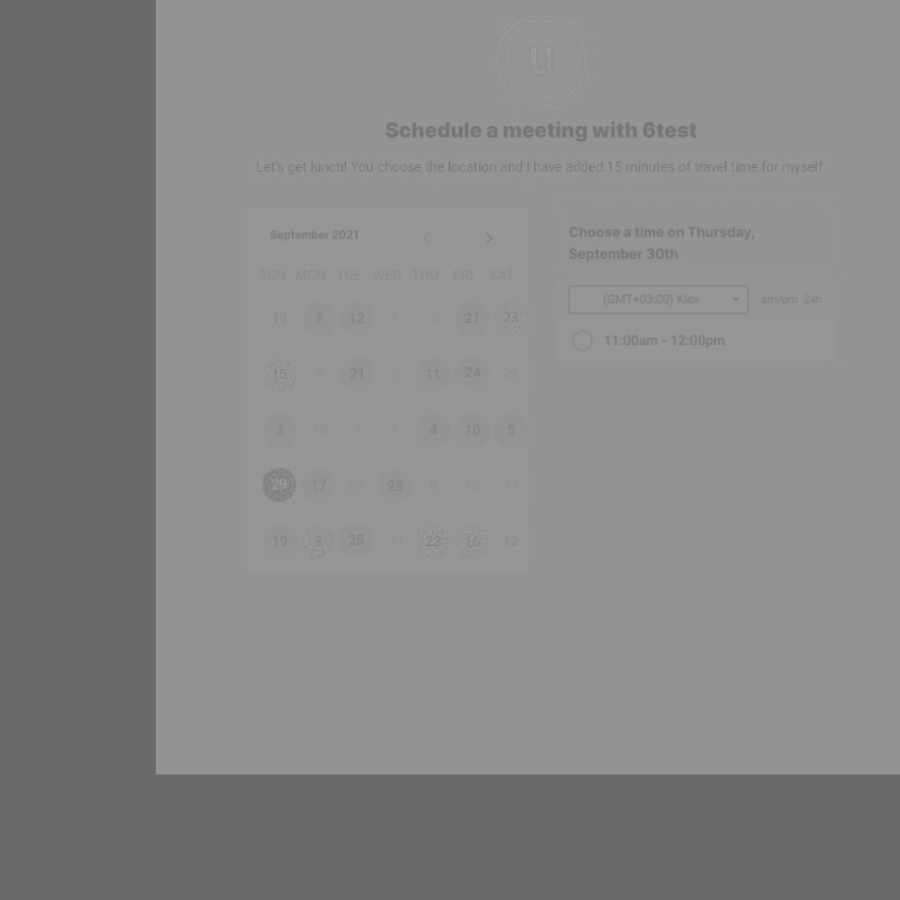 u
Schedule a meeting with 6test
Let's get lunch! You choose the location and I have added 15 minutes of travel time for myself.
September 2021 < >
SUN MON TUE WED THU FRI SAT
19 7 12 1 6 27 23
15 8 21 9 11 24 29
3 18 4 1 4 10 5
29 17 23 28 9 16 17
19 3 25 31 22 16 12
Choose a time on Thursday,
September 30th
(GMT+03:00) Kiev am/pm 24h
11:00am - 12:00pm